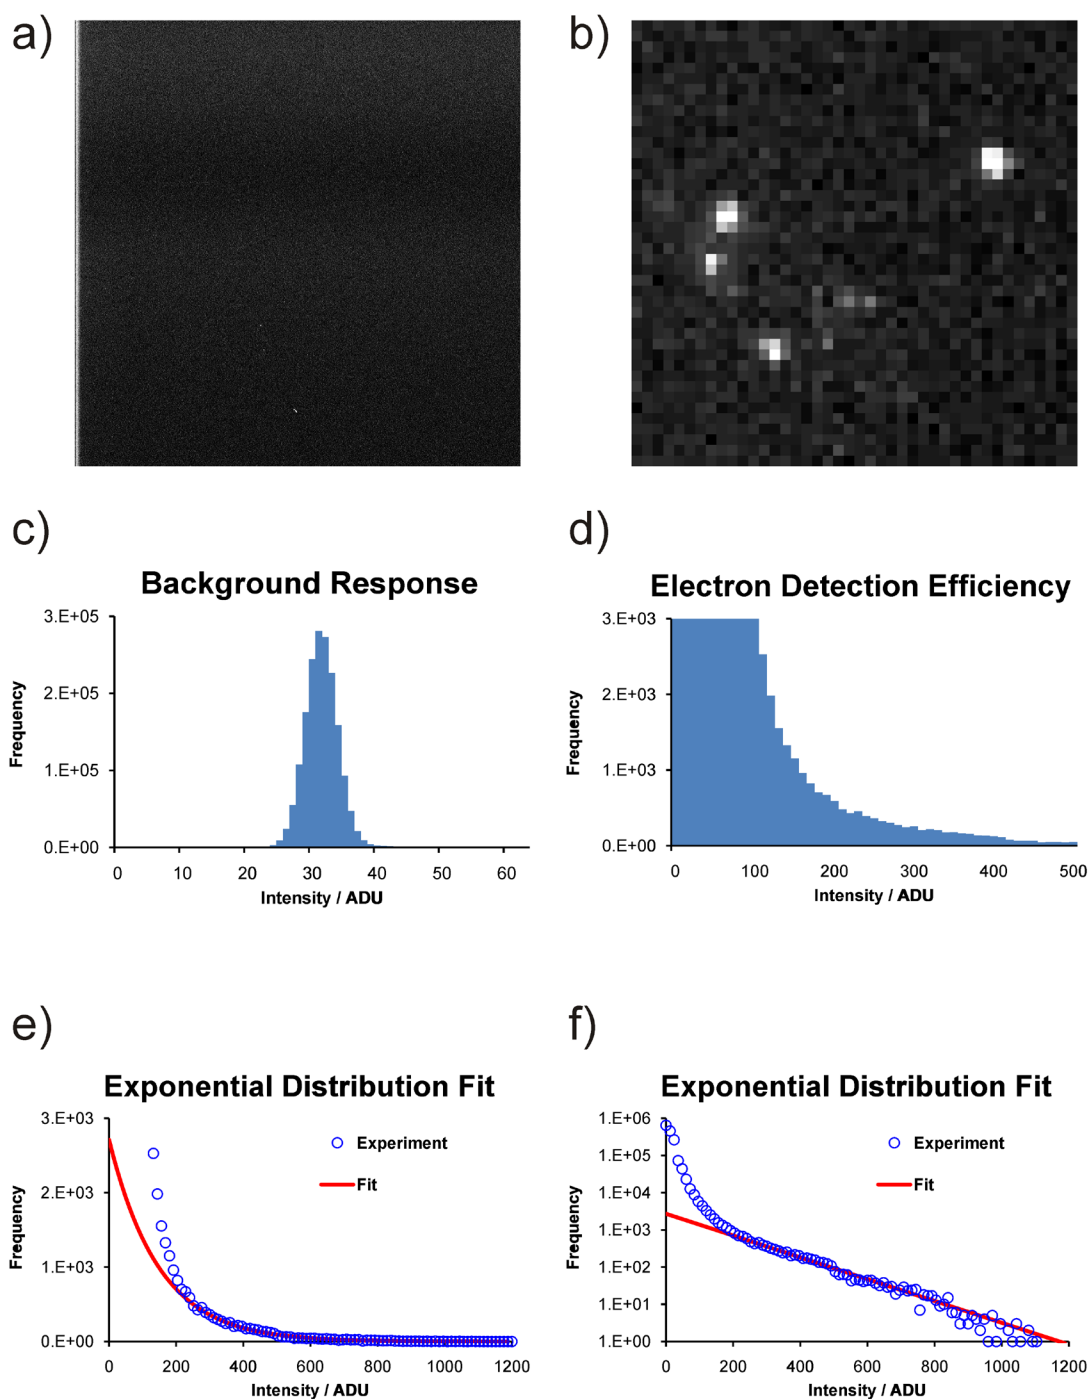 a)
b)
c)
Background Response
3.E+05
2.E+05
1.E+05
0.E+00
Frequency
0 10 20 30 40 50 60
Intensity / ADU
d)
Electron Detection Efficiency
3.E+03
2.E+03
1.E+03
0.E+00
Frequency
0 100 200 300 400 500
Intensity / ADU
e)
Exponential Distribution Fit
3.E+03
2.E+03
1.E+03
0.E+00
Frequency
Experiment
Fit
0 200 400 600 800 1000 1200
Intensity / ADU
f)
Exponential Distribution Fit
1.E+06
1.E+05
1.E+04
1.E+03
1.E+02
1.E+01
1.E+00
Frequency
Experiment
Fit
0 200 400 600 800 1000 1200
Intensity / ADU